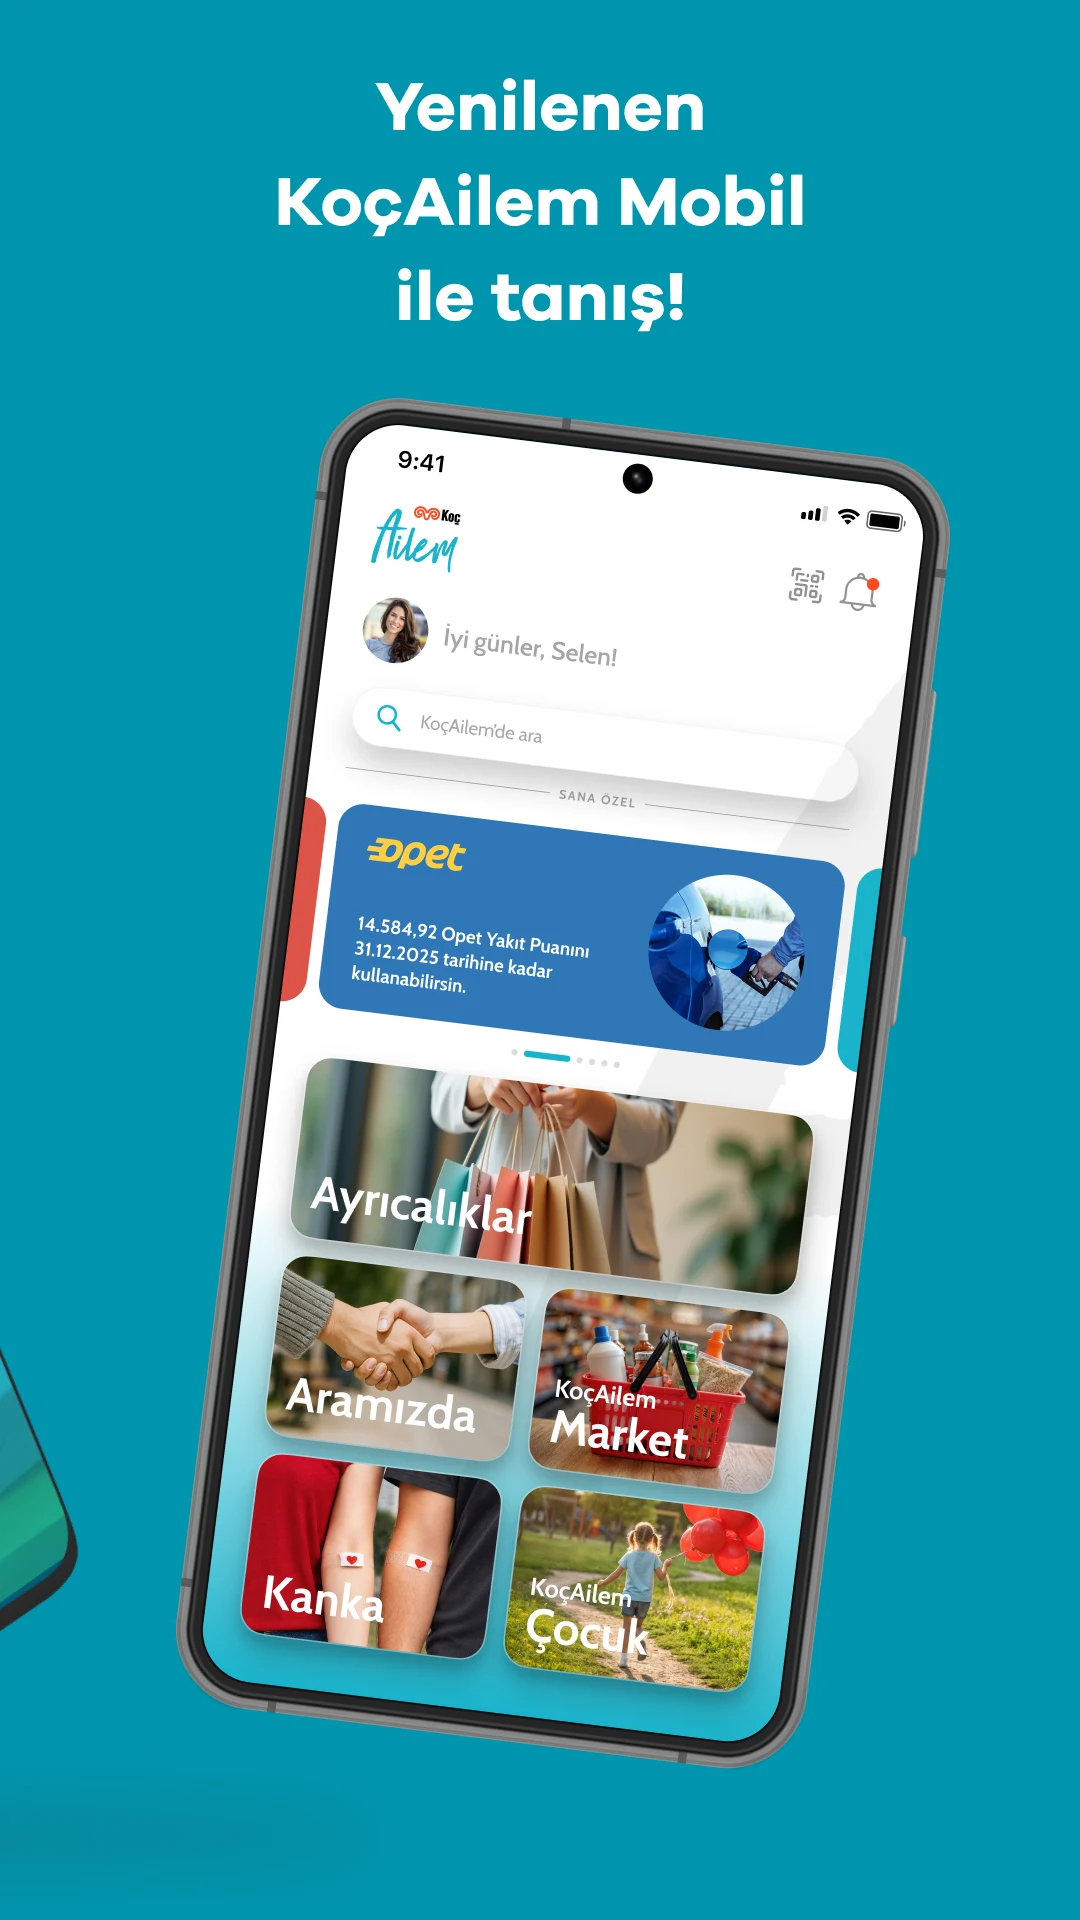 Yenilenen
KoçAilem Mobil
ile tanış!
9:41
Koç
Ailem
İyi günler, Selen!
KoçAilem'de ara
SANA ÖZEL
opet
14.584,92 Opet Yakıt Puanını
31.12.2025 tarihine kadar
kullanabilirsin.
Ayrıcalıklar
Aramızda
KoçAilem
Market
Kanka
KoçAilem
Çocuk